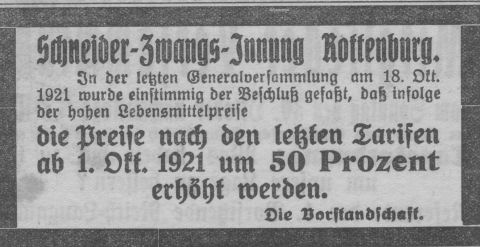 Schneider-Zwangs-Innung Rottenburg.
In der letzten Generalversammlung am 18. Okt.
1921 wurde einstimmig der Beschluß gefaßt, daß infolge
der hohen Lebensmittelpreise
die Preise nach den letzten Tarifen
ab 1. Okt. 1921 um 50 Prozent
erhöht werden.
Die Vorstandschaft.